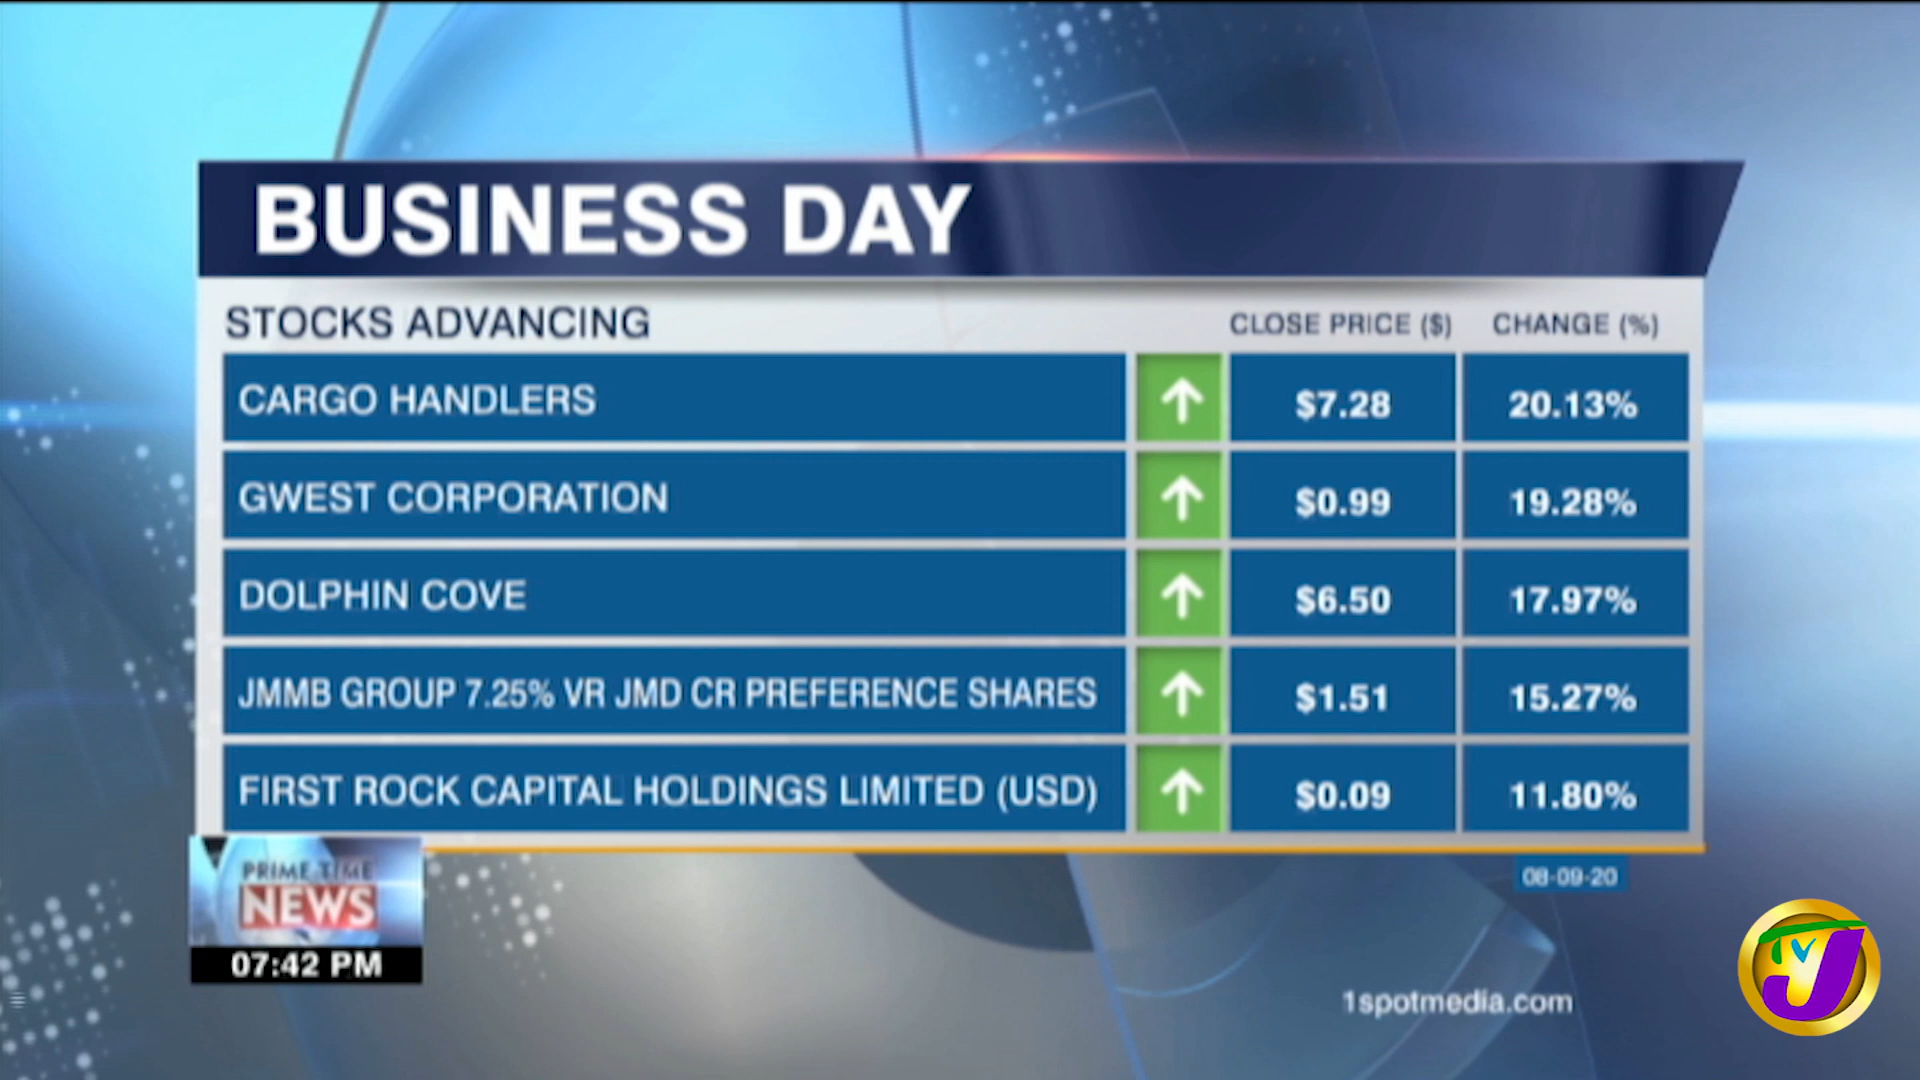 BUSINESS DAY
STOCKS ADVANCING CLOSE PRICE ($) CHANGE (%)
CARGO HANDLERS $7.28 20.13%
GWEST CORPORATION $0.99 19.28%
DOLPHIN COVE $6.50 17.97%
JMMB GROUP 7.25% VR JMD CR PREFERENCE SHARES $1.51 15.27%
FIRST ROCK CAPITAL HOLDINGS LIMITED (USD) $0.09 11.80%
PRIME TIME
NEWS
07:42 PM
08-09-20
TVJ
1spotmedia.com